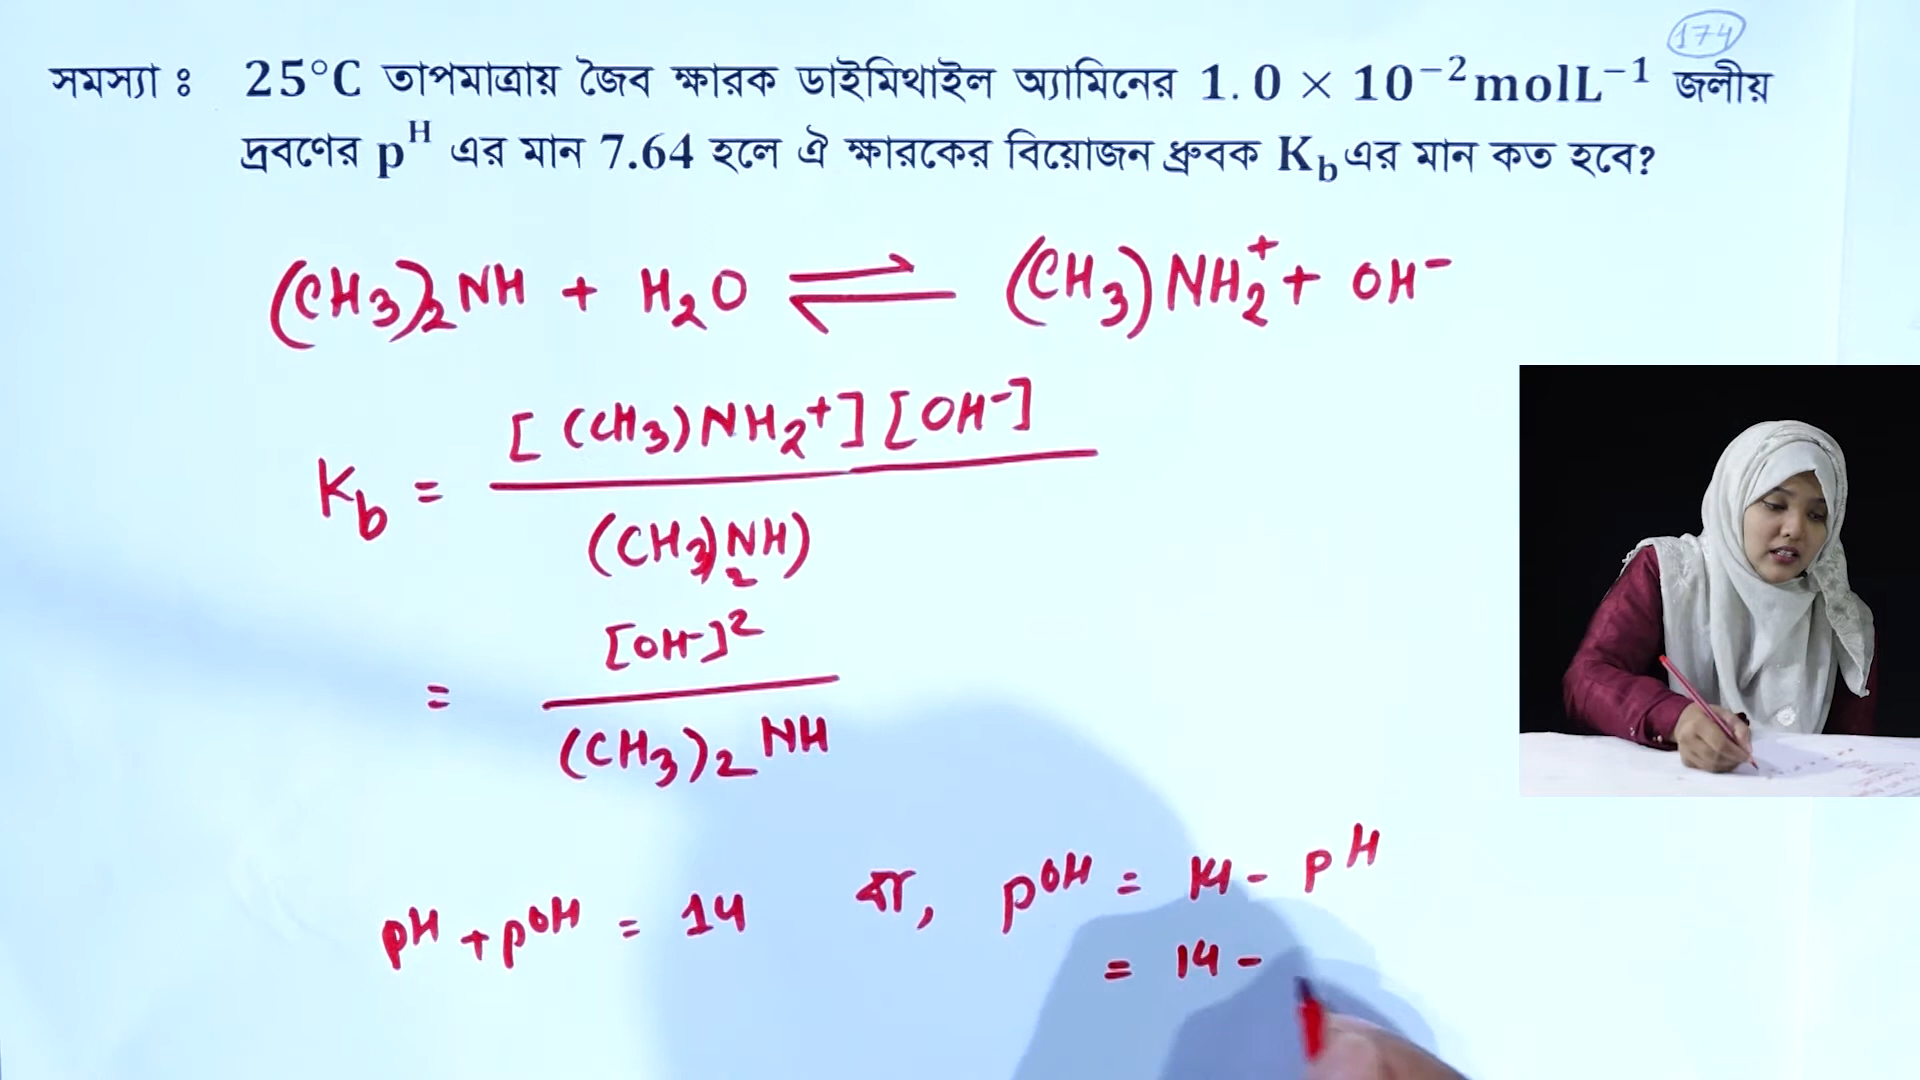 174
সমস্যা ঃ 25°C তাপমাত্রায় জৈব ক্ষারক ডাইমিথাইল অ্যামিনের 1.0 × 10⁻² molL⁻¹ জলীয়
দ্রবণের pᴴ এর মান 7.64 হলে ঐ ক্ষারকের বিয়োজন ধ্রুবক K_b এর মান কত হবে?
(CH₃)₂NH + H₂O ⇌ (CH₃)NH₂⁺ + OH⁻
K_b = [(CH₃)NH₂⁺][OH⁻] / (CH₃)₂NH)
= [OH⁻]² / (CH₃)₂NH
pH + pOH = 14 বা, pOH = 14 - pH
= 14 -